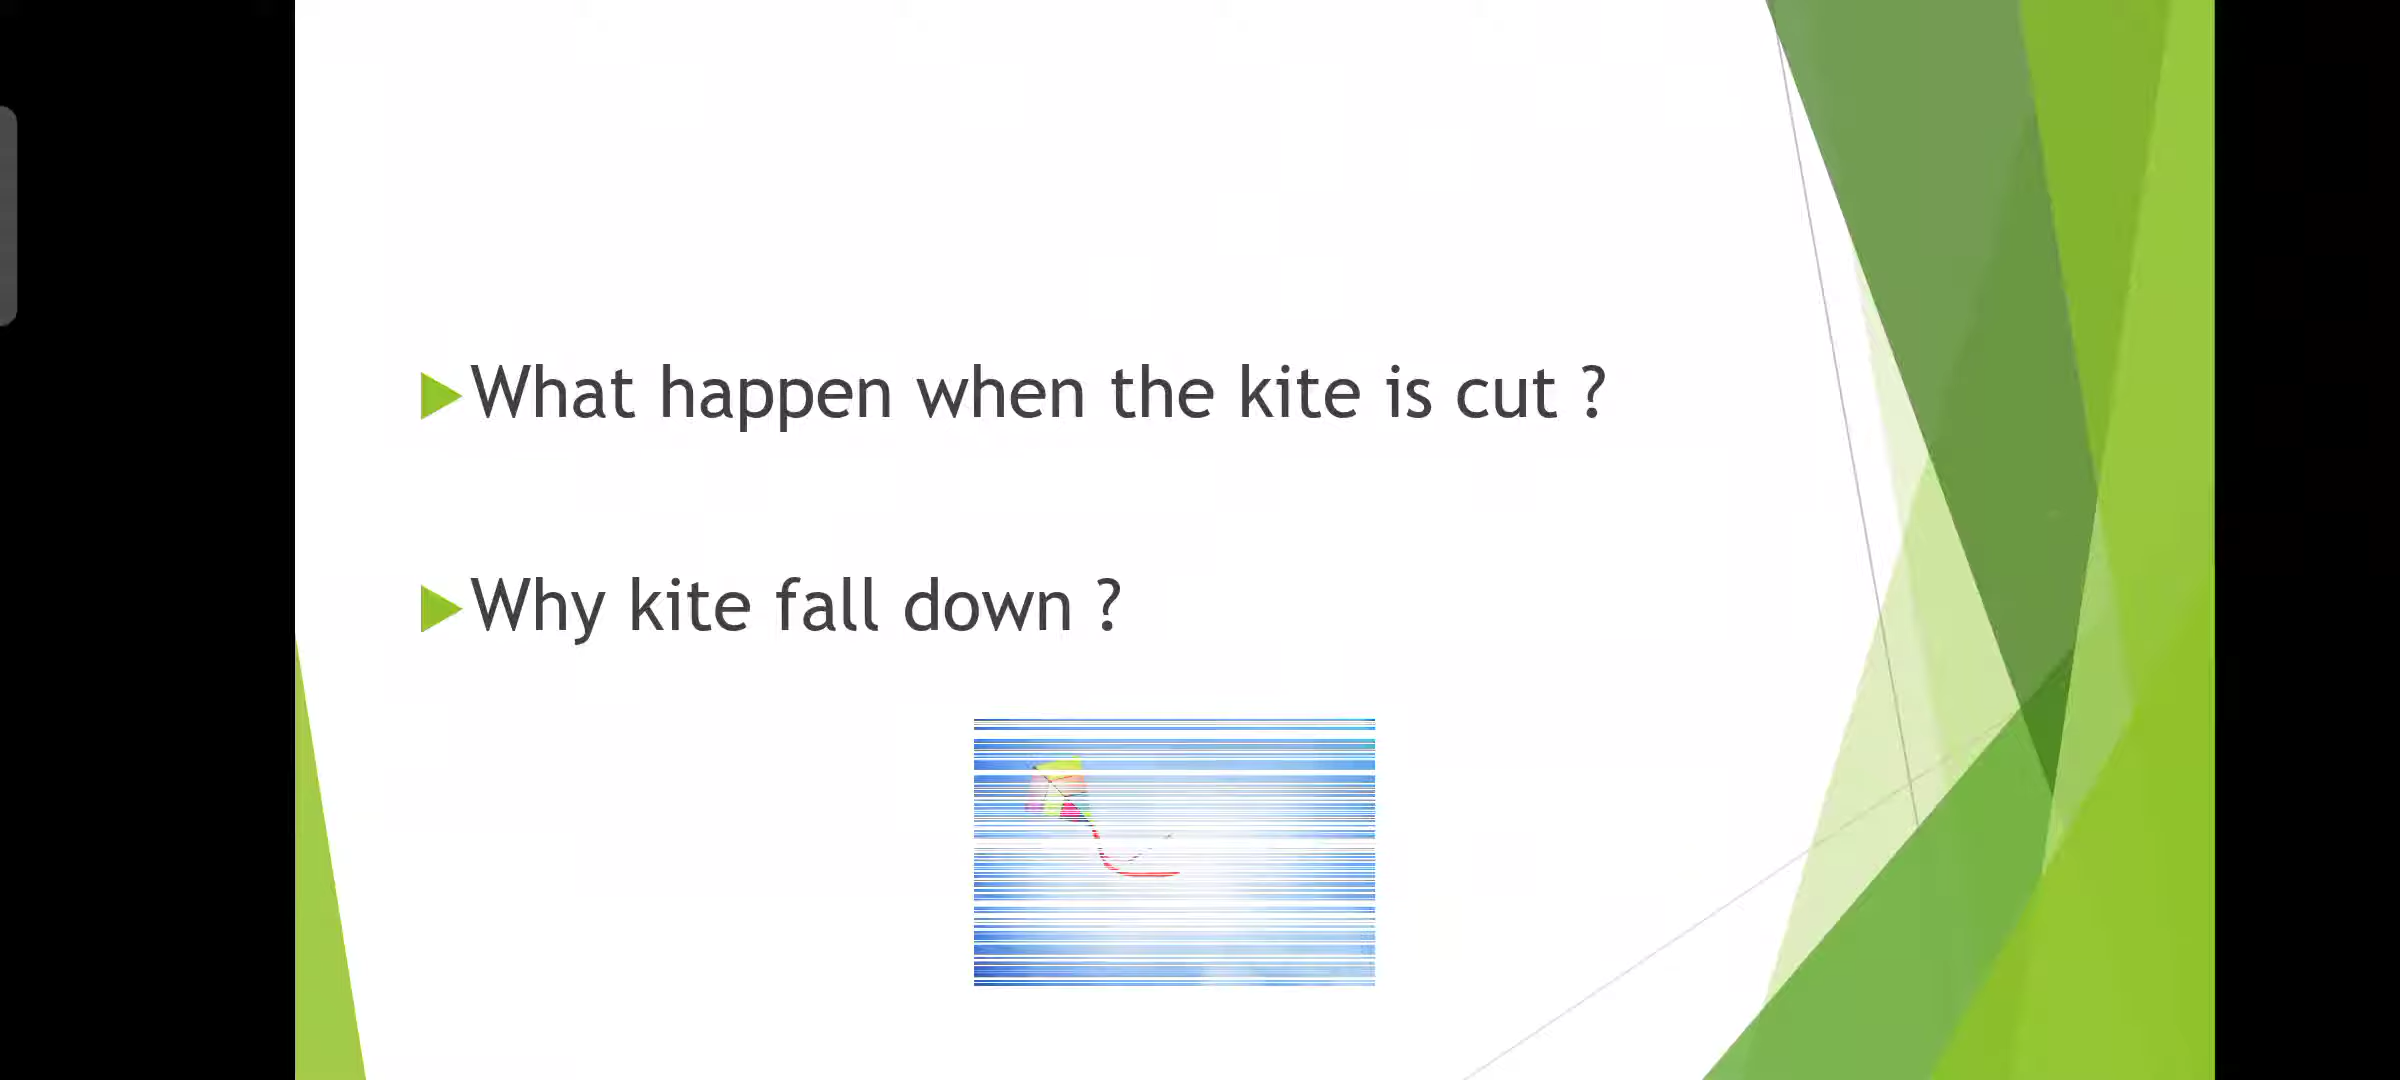 What happen when the kite is cut ?
Why kite fall down ?